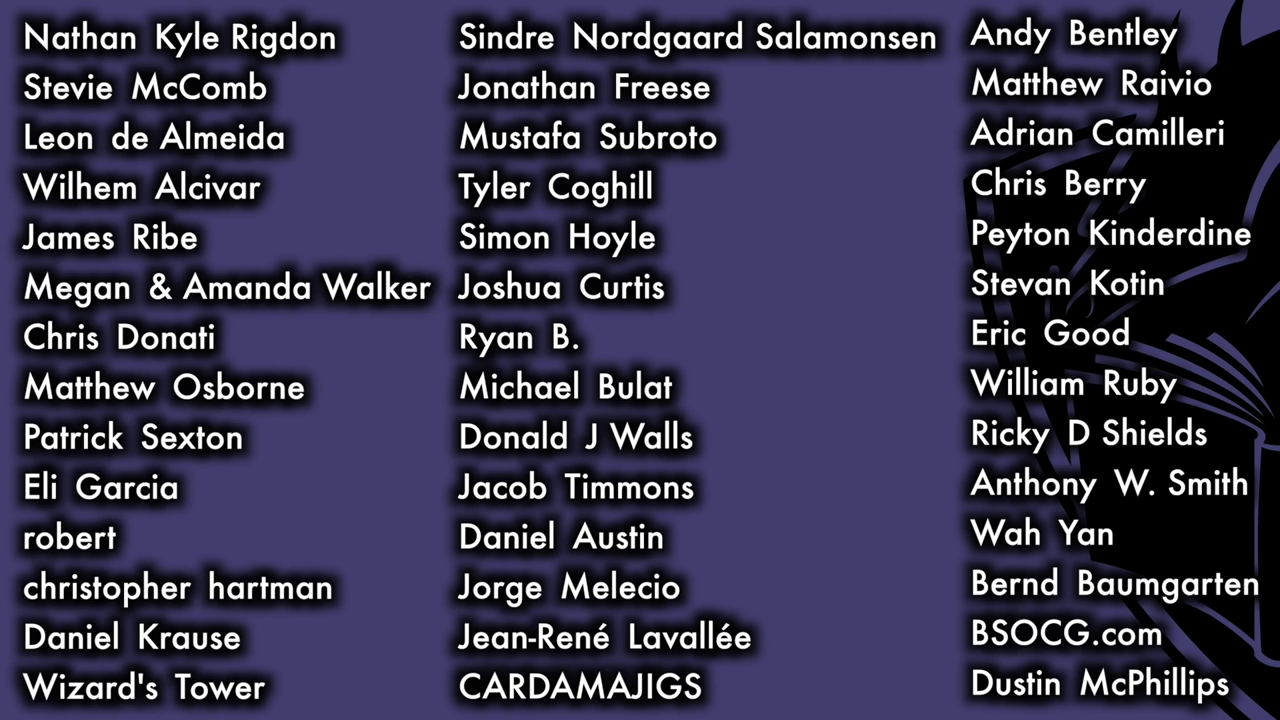 Nathan Kyle Rigdon
Stevie McComb
Leon de Almeida
Wilhem Alcivar
James Ribe
Megan & Amanda Walker
Chris Donati
Matthew Osborne
Patrick Sexton
Eli Garcia
robert
christopher hartman
Daniel Krause
Wizard's Tower
Sindre Nordgaard Salamonsen
Jonathan Freese
Mustafa Subroto
Tyler Coghill
Simon Hoyle
Joshua Curtis
Ryan B.
Michael Bulat
Donald J Walls
Jacob Timmons
Daniel Austin
Jorge Melecio
Jean-René Lavallée
CARDAMAJIGS
Andy Bentley
Matthew Raivio
Adrian Camilleri
Chris Berry
Peyton Kinderdine
Stevan Kotin
Eric Good
William Ruby
Ricky D Shields
Anthony W. Smith
Wah Yan
Bernd Baumgarten
BSOCG.com
Dustin McPhillips